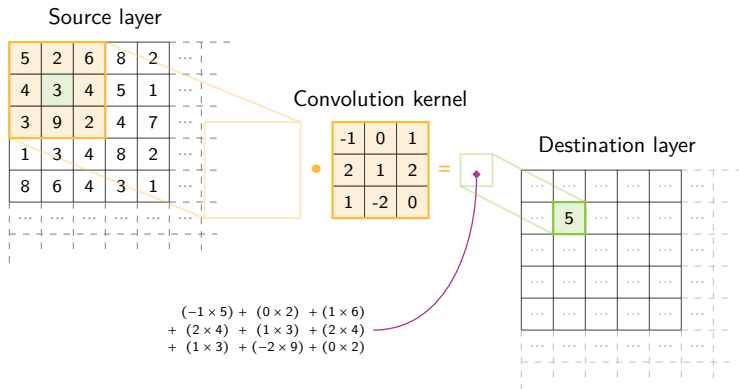 Source layer
5 2 6 8 2 ...
4 3 4 5 1 ...
3 9 2 4 7 ...
1 3 4 8 2 ...
8 6 4 3 1 ...
... ... ... ... ... ...
Convolution kernel
-1 0 1
2 1 2
1 -2 0
• =
Destination layer
... ... ... ... ... ...
... 5 ... ... ... ...
... ... ... ... ... ...
... ... ... ... ... ...
... ... ... ... ... ...
... ... ... ... ... ...
(−1 × 5) + (0 × 2) + (1 × 6)
+ (2 × 4) + (1 × 3) + (2 × 4)
+ (1 × 3) + (−2 × 9) + (0 × 2)